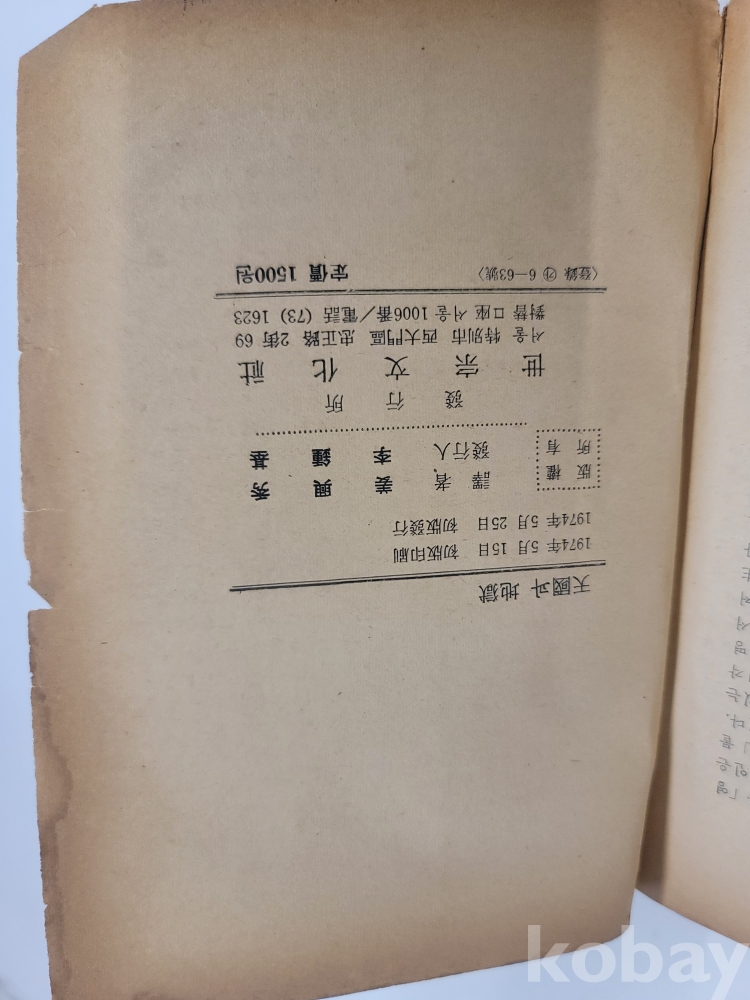 天國과 地獄
1974年 5月 15日 初版印刷
1974年 5月 25日 初版發行
版權
所有
譯者 姜興秀
發行人 李鍾基
發行所
世宗文化社
서울 特別市 西大門區 忠正路 2街 69
對替 口座 서울 1006番/電話 (73) 1623
〈登錄 ㉮ 6—63號〉 定價 1500원
kobay